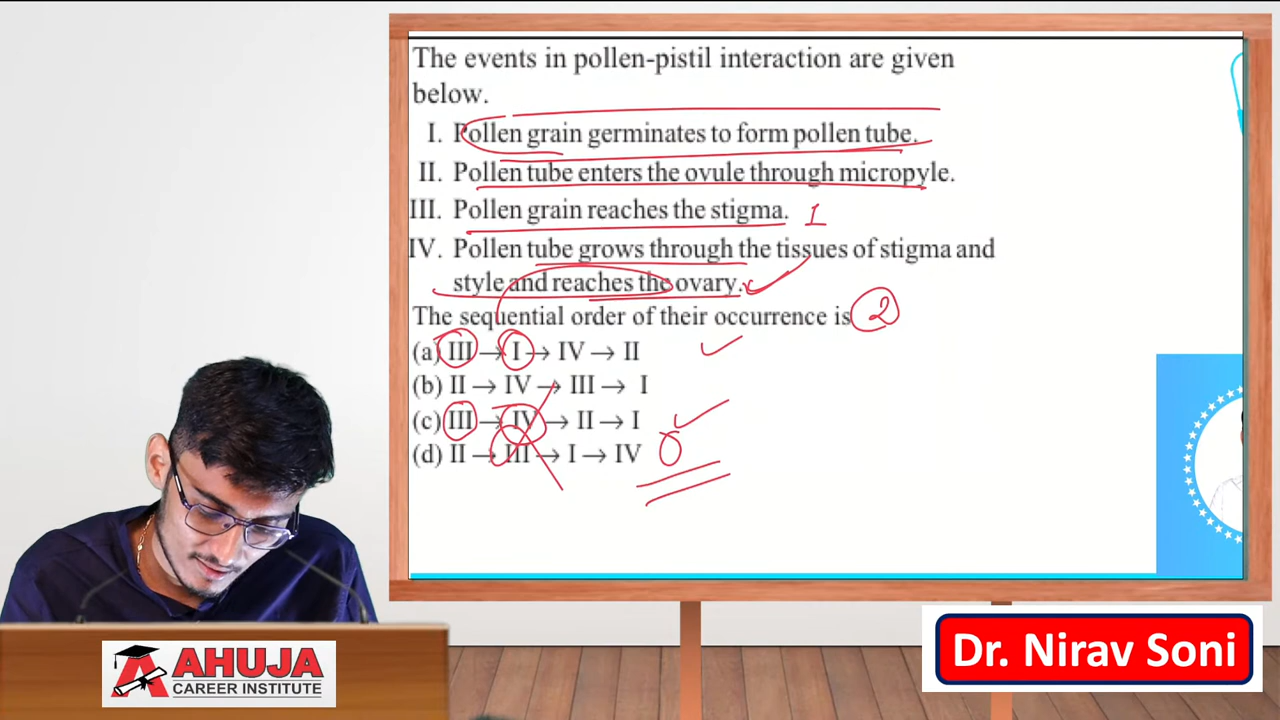 The events in pollen-pistil interaction are given
below.
I. Pollen grain germinates to form pollen tube.
II. Pollen tube enters the ovule through micropyle.
III. Pollen grain reaches the stigma. I
IV. Pollen tube grows through the tissues of stigma and
style and reaches the ovary.
The sequential order of their occurrence is 2
(a) III → I → IV → II
(b) II → IV → III → I
(c) III → IV → II → I
(d) II → III → I → IV
AHUJA
CAREER INSTITUTE
Dr. Nirav Soni